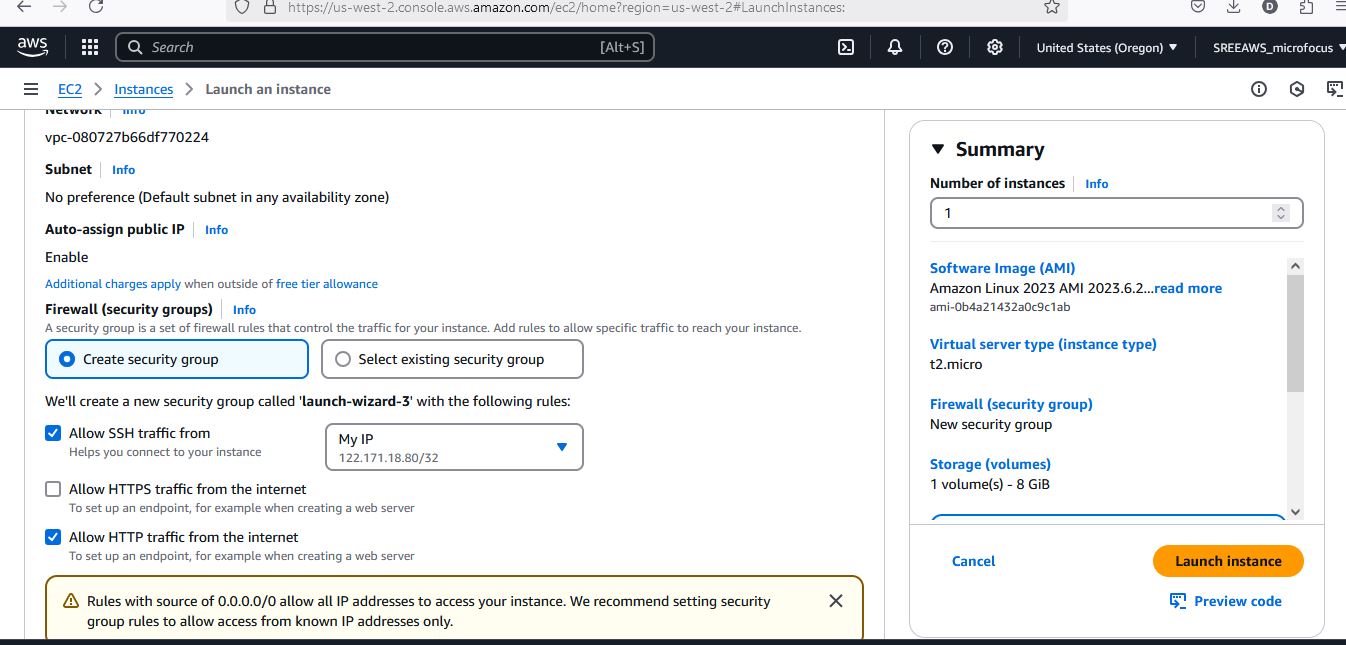 https://us-west-2.console.aws.amazon.com/ec2/home?region=us-west-2#LaunchInstances:
D
aws
Search [Alt+S]
United States (Oregon)
SREEAWS_microfocus
EC2 > Instances > Launch an instance
Network | Info
vpc-080727b66df770224
Subnet | Info
No preference (Default subnet in any availability zone)
Auto-assign public IP | Info
Enable
Additional charges apply when outside of free tier allowance
Firewall (security groups) | Info
A security group is a set of firewall rules that control the traffic for your instance. Add rules to allow specific traffic to reach your instance.
Create security group
Select existing security group
We'll create a new security group called 'launch-wizard-3' with the following rules:
Allow SSH traffic from
Helps you connect to your instance
My IP
122.171.18.80/32
Allow HTTPS traffic from the internet
To set up an endpoint, for example when creating a web server
Allow HTTP traffic from the internet
To set up an endpoint, for example when creating a web server
Rules with source of 0.0.0.0/0 allow all IP addresses to access your instance. We recommend setting security
group rules to allow access from known IP addresses only.
Summary
Number of instances | Info
1
Software Image (AMI)
Amazon Linux 2023 AMI 2023.6.2...read more
ami-0b4a21432a0c9c1ab
Virtual server type (instance type)
t2.micro
Firewall (security group)
New security group
Storage (volumes)
1 volume(s) - 8 GiB
Cancel
Launch instance
Preview code